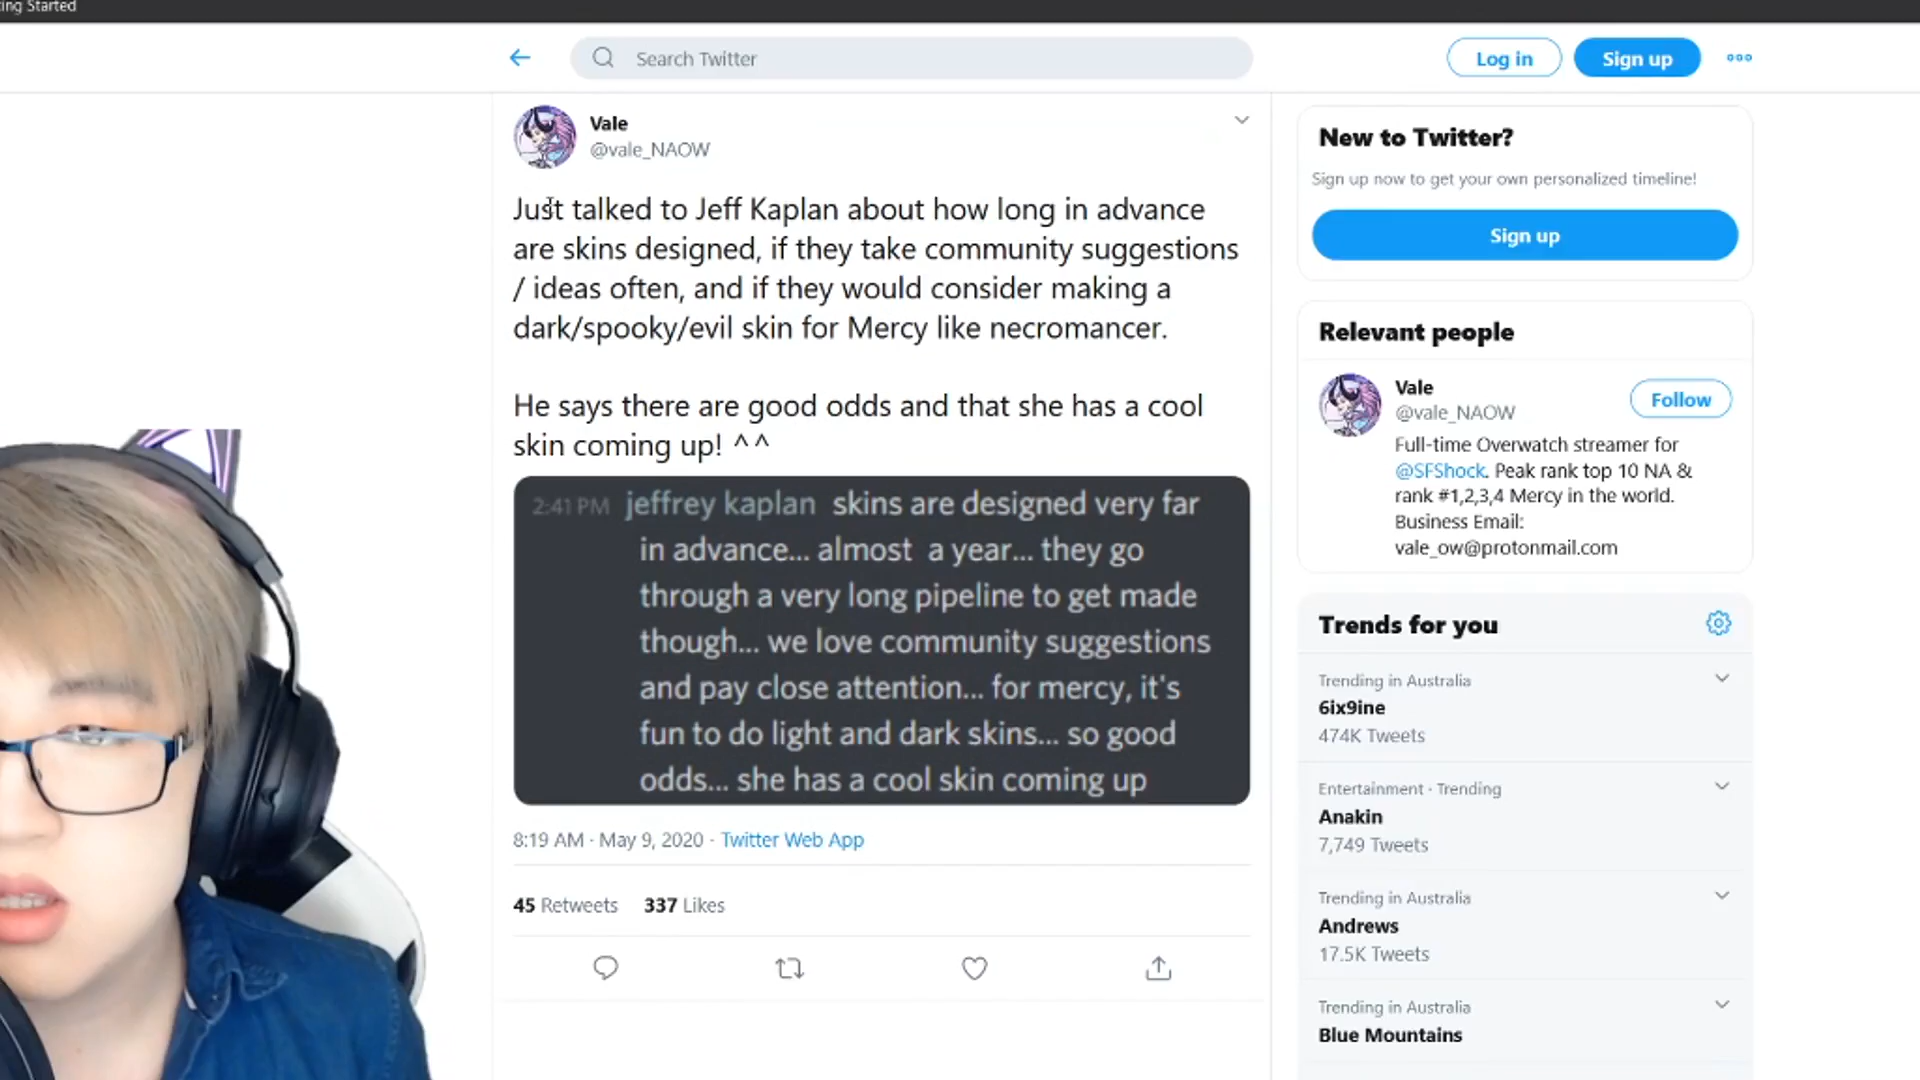 ing Started
Search Twitter
Log in
Sign up
Vale
@vale_NAOW
Just talked to Jeff Kaplan about how long in advance
are skins designed, if they take community suggestions
/ ideas often, and if they would consider making a
dark/spooky/evil skin for Mercy like necromancer.
He says there are good odds and that she has a cool
skin coming up! ^^
2:41 PM jeffrey kaplan skins are designed very far
in advance... almost a year... they go
through a very long pipeline to get made
though... we love community suggestions
and pay close attention... for mercy, it's
fun to do light and dark skins... so good
odds... she has a cool skin coming up
8:19 AM · May 9, 2020 · Twitter Web App
45 Retweets 337 Likes
New to Twitter?
Sign up now to get your own personalized timeline!
Sign up
Relevant people
Vale
@vale_NAOW
Follow
Full-time Overwatch streamer for
@SFShock. Peak rank top 10 NA &
rank #1,2,3,4 Mercy in the world.
Business Email:
vale_ow@protonmail.com
Trends for you
Trending in Australia
6ix9ine
474K Tweets
Entertainment · Trending
Anakin
7,749 Tweets
Trending in Australia
Andrews
17.5K Tweets
Trending in Australia
Blue Mountains